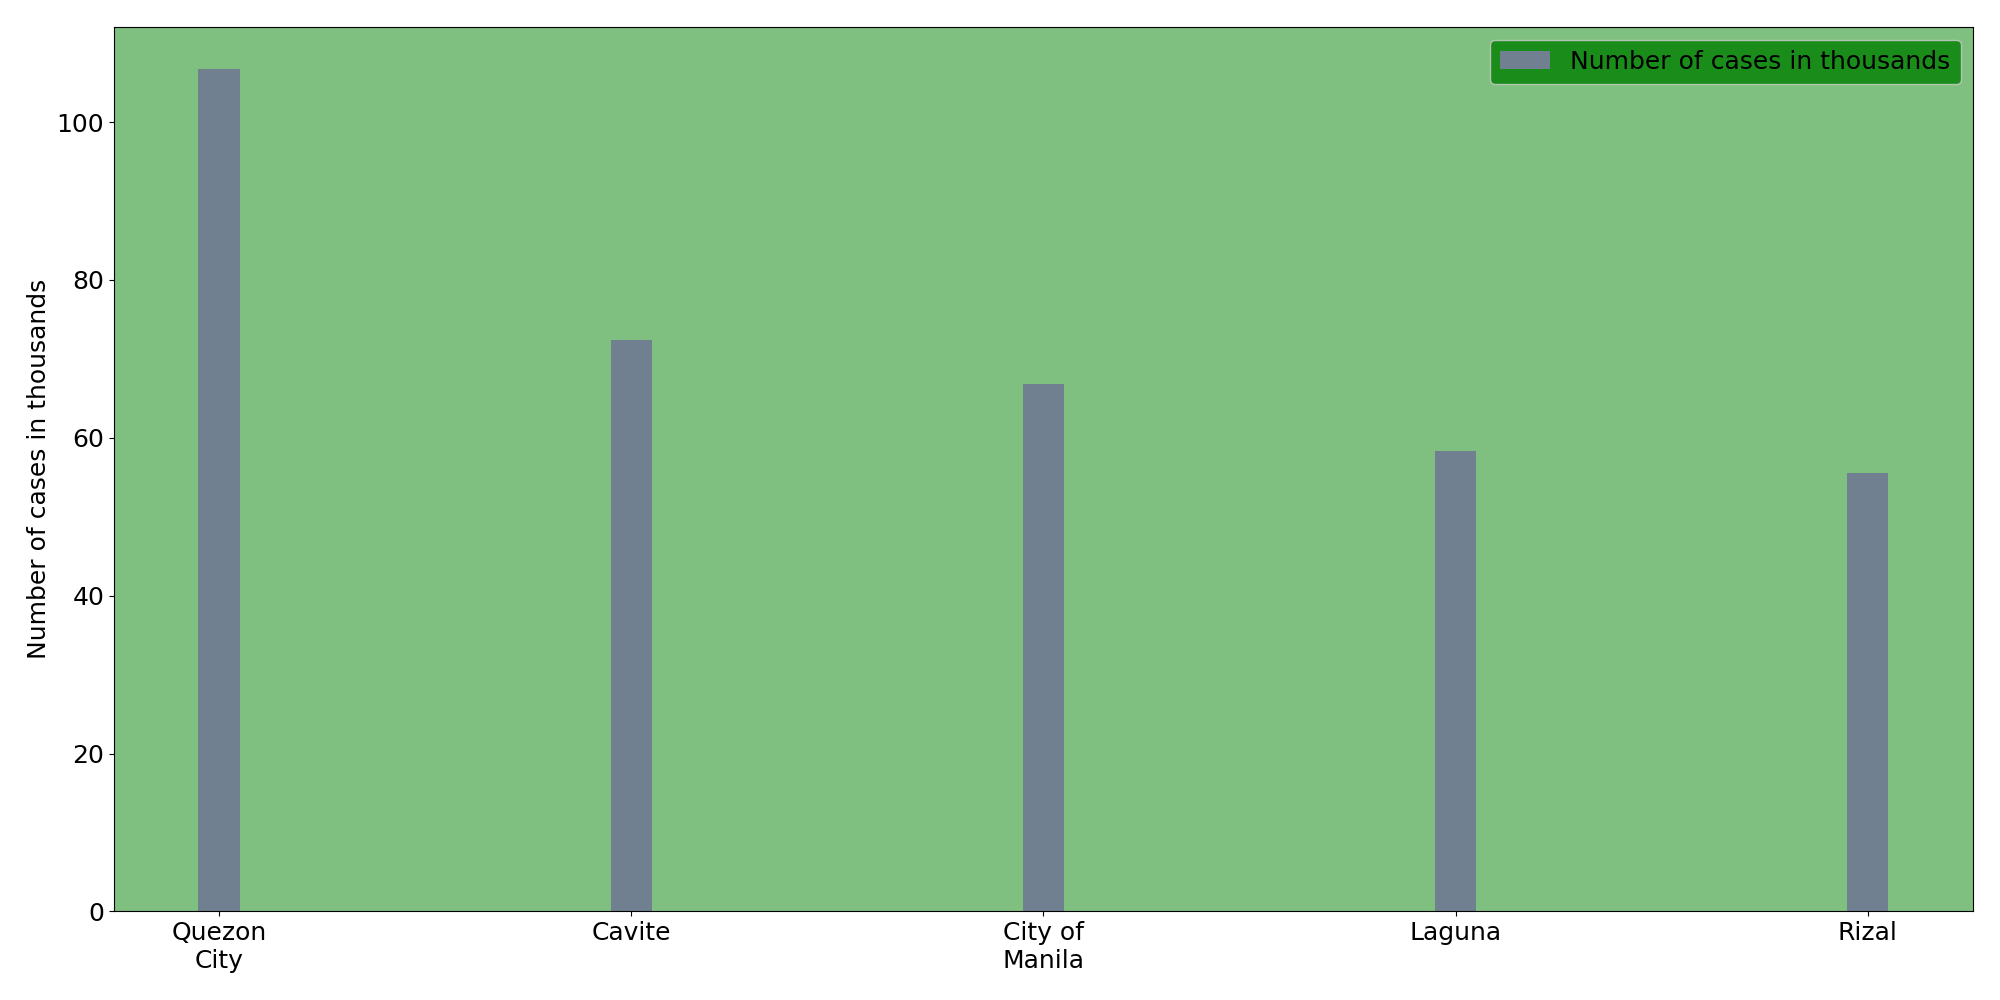 Number of cases in thousands
100
80
60
40
20
0
Number of cases in thousands
Quezon
City
Cavite
City of
Manila
Laguna
Rizal